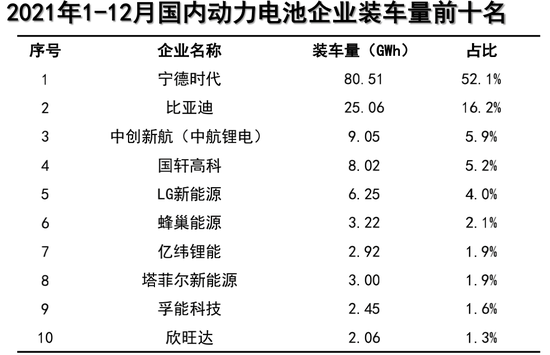 2021年1-12月国内动力电池企业装车量前十名
序号 企业名称 装车量（GWh） 占比
1 宁德时代 80.51 52.1%
2 比亚迪 25.06 16.2%
3 中创新航（中航锂电） 9.05 5.9%
4 国轩高科 8.02 5.2%
5 LG新能源 6.25 4.0%
6 蜂巢能源 3.22 2.1%
7 亿纬锂能 2.92 1.9%
8 塔菲尔新能源 3.00 1.9%
9 孚能科技 2.45 1.6%
10 欣旺达 2.06 1.3%